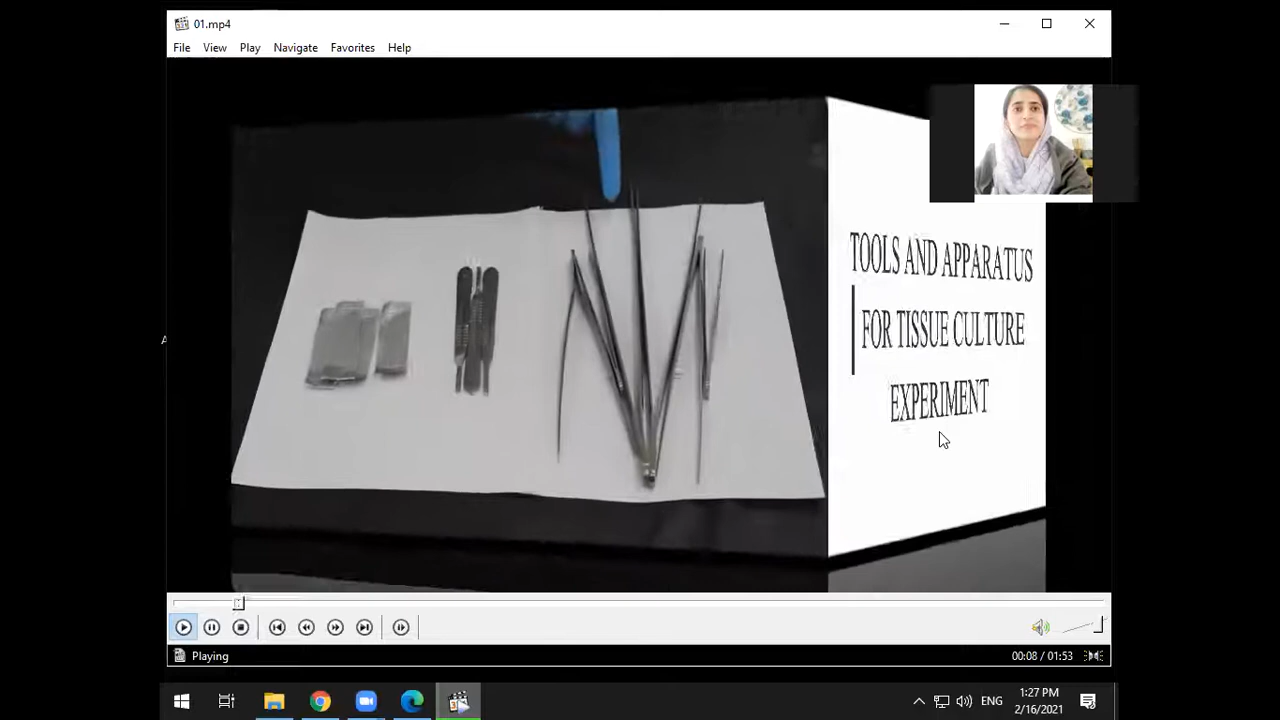 01.mp4
File View Play Navigate Favorites Help
TOOLS AND APPARATUS
FOR TISSUE CULTURE
EXPERIMENT
A
Playing
00:08 / 01:53
ENG
1:27 PM
2/16/2021